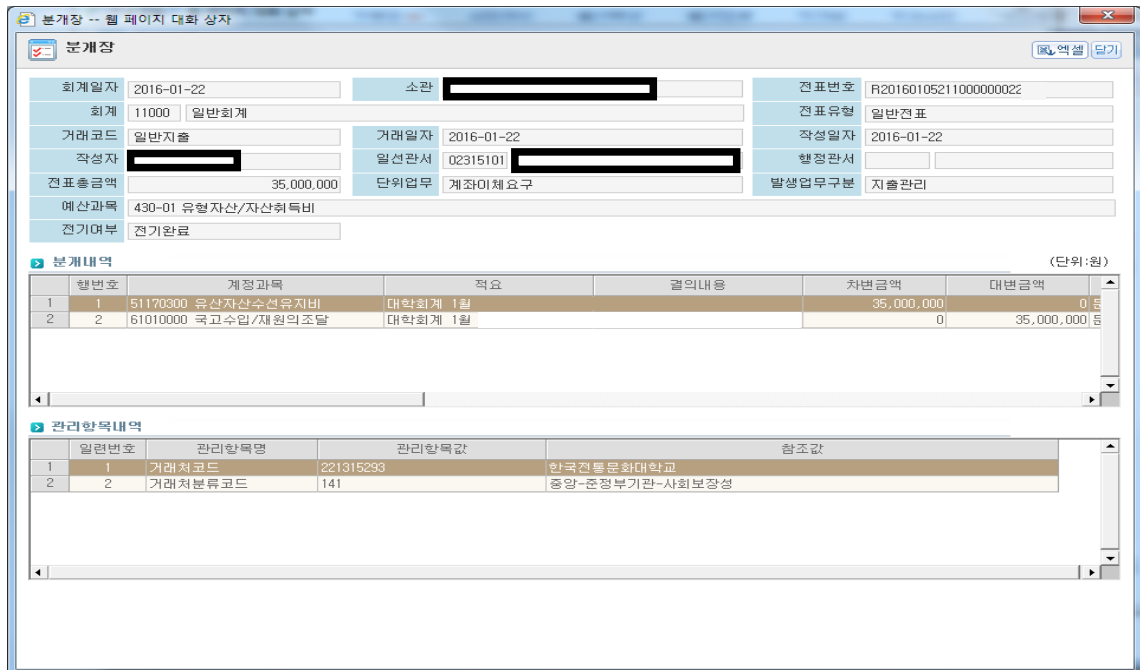 분개장 -- 웹 페이지 대화 상자
분개장 엑셀 닫기
회계일자 2016-01-22 소관 전표번호 R20160105211000000022
회계 11000 일반회계 전표유형 일반전표
거래코드 일반지출 거래일자 2016-01-22 작성일자 2016-01-22
작성자 일선관서 02315101 행정관서
전표총금액 35,000,000 단위업무 계좌이체요구 발생업무구분 지출관리
예산과목 430-01 유형자산/자산취득비
전기여부 전기완료
분개내역 (단위:원)
행번호 계정과목 적요 결의내용 차변금액 대변금액
1 1 51170300 유산자산수선유지비 대학회계 1월 35,000,000 0
2 2 61010000 국고수입/재원의조달 대학회계 1월 0 35,000,000
관리항목내역
일련번호 관리항목명 관리항목값 참조값
1 1 거래처코드 221315293 한국전통문화대학교
2 2 거래처분류코드 141 중앙-준정부기관-사회보장성